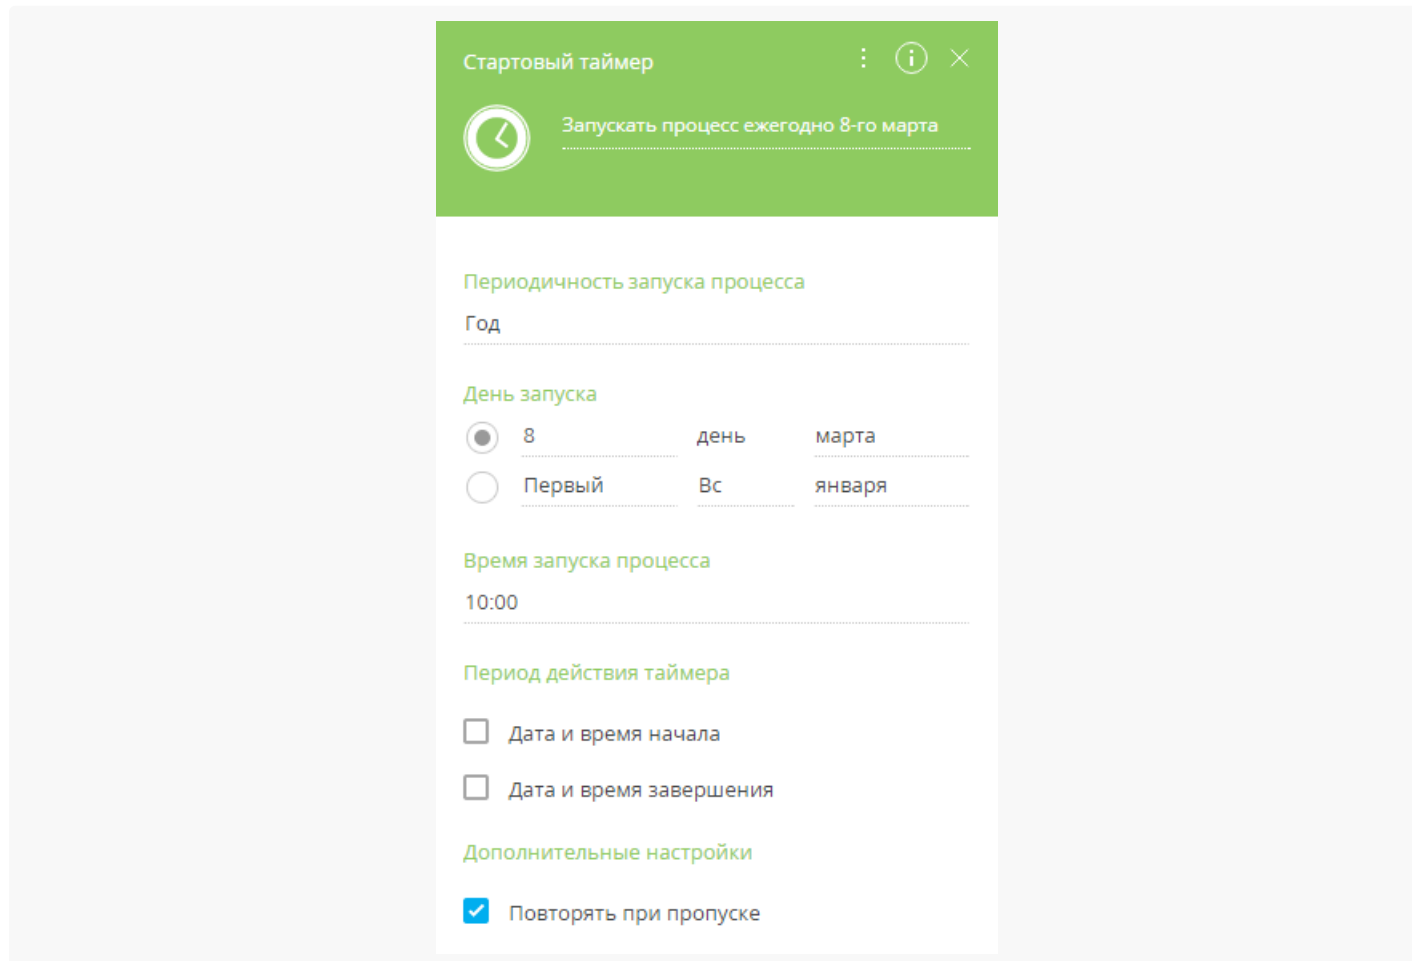 Стартовый таймер
Запускать процесс ежегодно 8-го марта
Периодичность запуска процесса
Год
День запуска
8 день марта
Первый Вс января
Время запуска процесса
10:00
Период действия таймера
Дата и время начала
Дата и время завершения
Дополнительные настройки
Повторять при пропуске